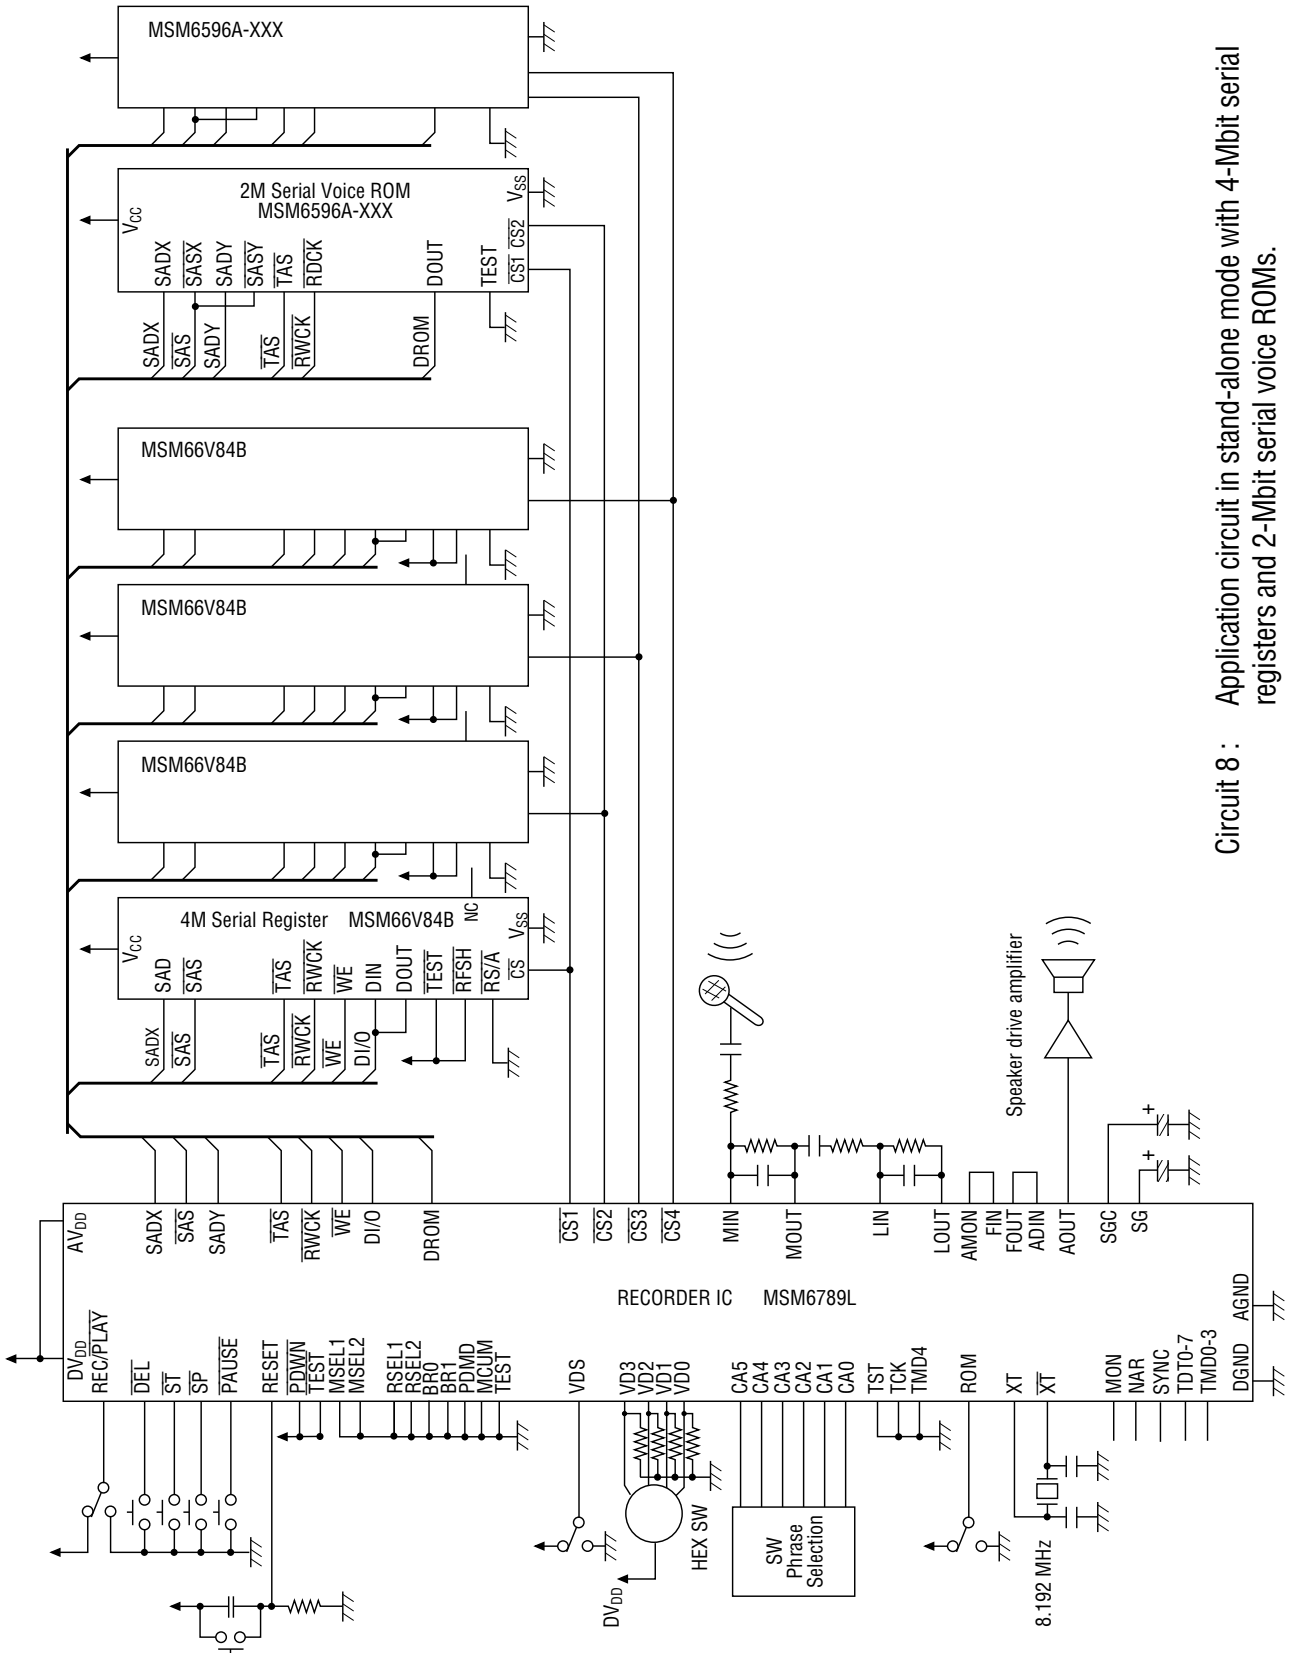 MSM6596A-XXX
2M Serial Voice ROM
MSM6596A-XXX
VCC
SADX
SASX
SADY
SASY
TAS
RDCK
DOUT
TEST
CS1
CS2
VSS
SADX
SAS
SADY
TAS
RWCK
DROM
MSM66V84B
MSM66V84B
MSM66V84B
4M Serial Register MSM66V84B
NC
VCC
SAD
SAS
TAS
RWCK
WE
DIN
DOUT
TEST
RFSH
RS/A
CS
VSS
SADX
SAS
TAS
RWCK
WE
DI/O
Speaker drive amplifier
AVDD
SADX
SAS
SADY
TAS
RWCK
WE
DI/O
DROM
CS1
CS2
CS3
CS4
MIN
MOUT
LIN
LOUT
AMON
FIN
FOUT
ADIN
AOUT
SGC
SG
+
+
RECORDER IC MSM6789L
DVDD
REC/PLAY
DEL
ST
SP
PAUSE
RESET
PDWN
TEST
MSEL1
MSEL2
RSEL1
RSEL2
BR0
BR1
PDMD
MCUM
TEST
VDS
VD3
VD2
VD1
VD0
CA5
CA4
CA3
CA2
CA1
CA0
TST
TCK
TMD4
ROM
XT
XT
MON
NAR
SYNC
TDT0-7
TMD0-3
DGND
AGND
DVDD
HEX SW
SW
Phrase
Selection
8.192 MHz
Circuit 8 : Application circuit in stand-alone mode with 4-Mbit serial
registers and 2-Mbit serial voice ROMs.